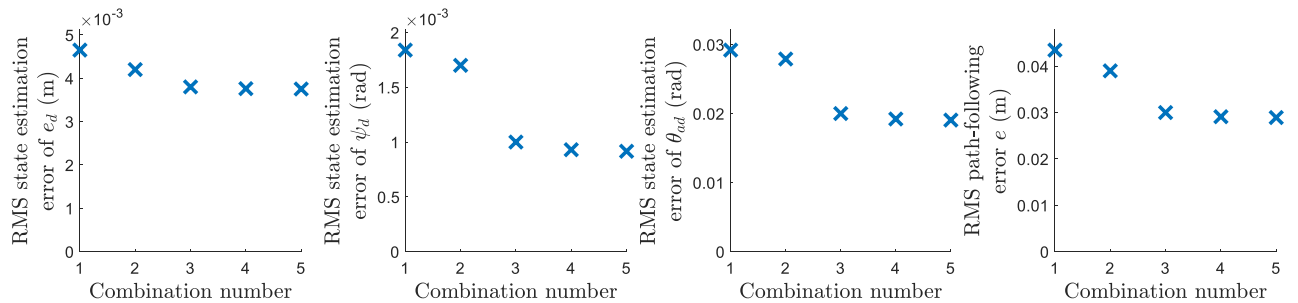 ×10⁻³
5
4
3
2
1
0
1 2 3 4 5
RMS state estimation
error of e_d (m)
Combination number
×10⁻³
2
1.5
1
0.5
0
1 2 3 4 5
RMS state estimation
error of ψ_d (rad)
Combination number
0.03
0.02
0.01
0
1 2 3 4 5
RMS state estimation
error of θ_ad (rad)
Combination number
0.04
0.03
0.02
0.01
0
1 2 3 4 5
RMS path-following
error e (m)
Combination number